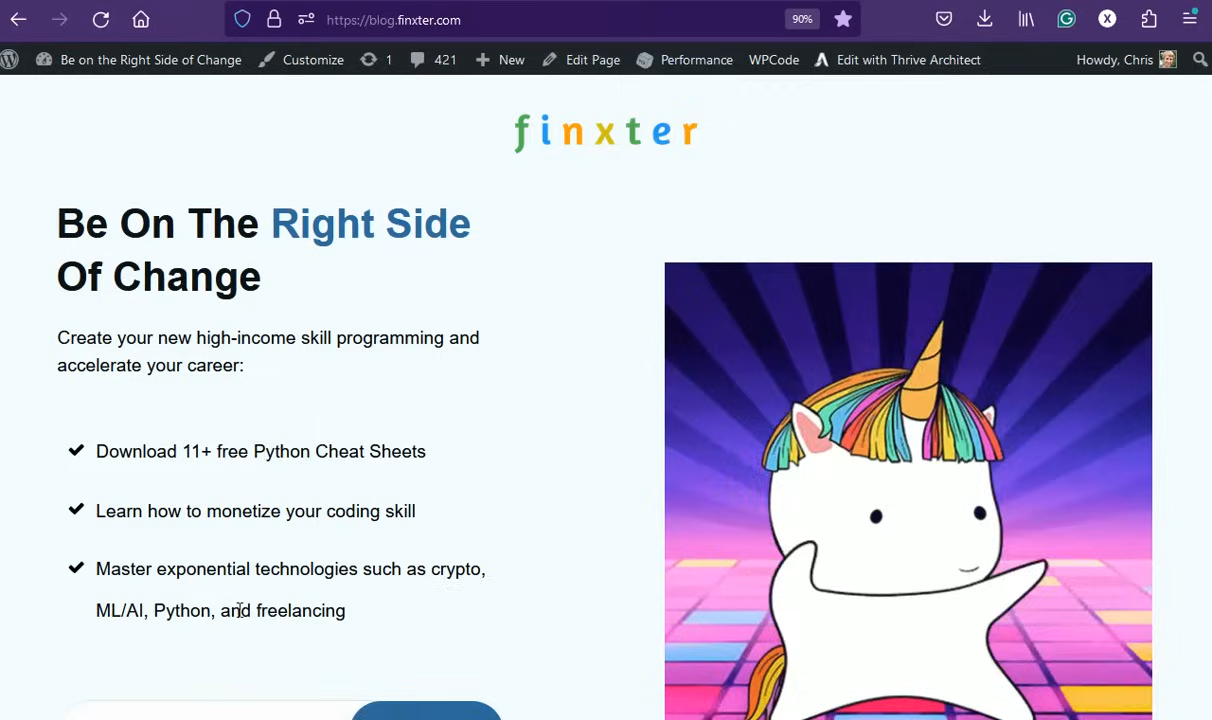 https://blog.finxter.com
90%
Be on the Right Side of Change
Customize
1
421
New
Edit Page
Performance
WPCode
Edit with Thrive Architect
Howdy, Chris
finxter
Be On The Right Side
Of Change
Create your new high-income skill programming and
accelerate your career:
Download 11+ free Python Cheat Sheets
Learn how to monetize your coding skill
Master exponential technologies such as crypto,
ML/AI, Python, and freelancing